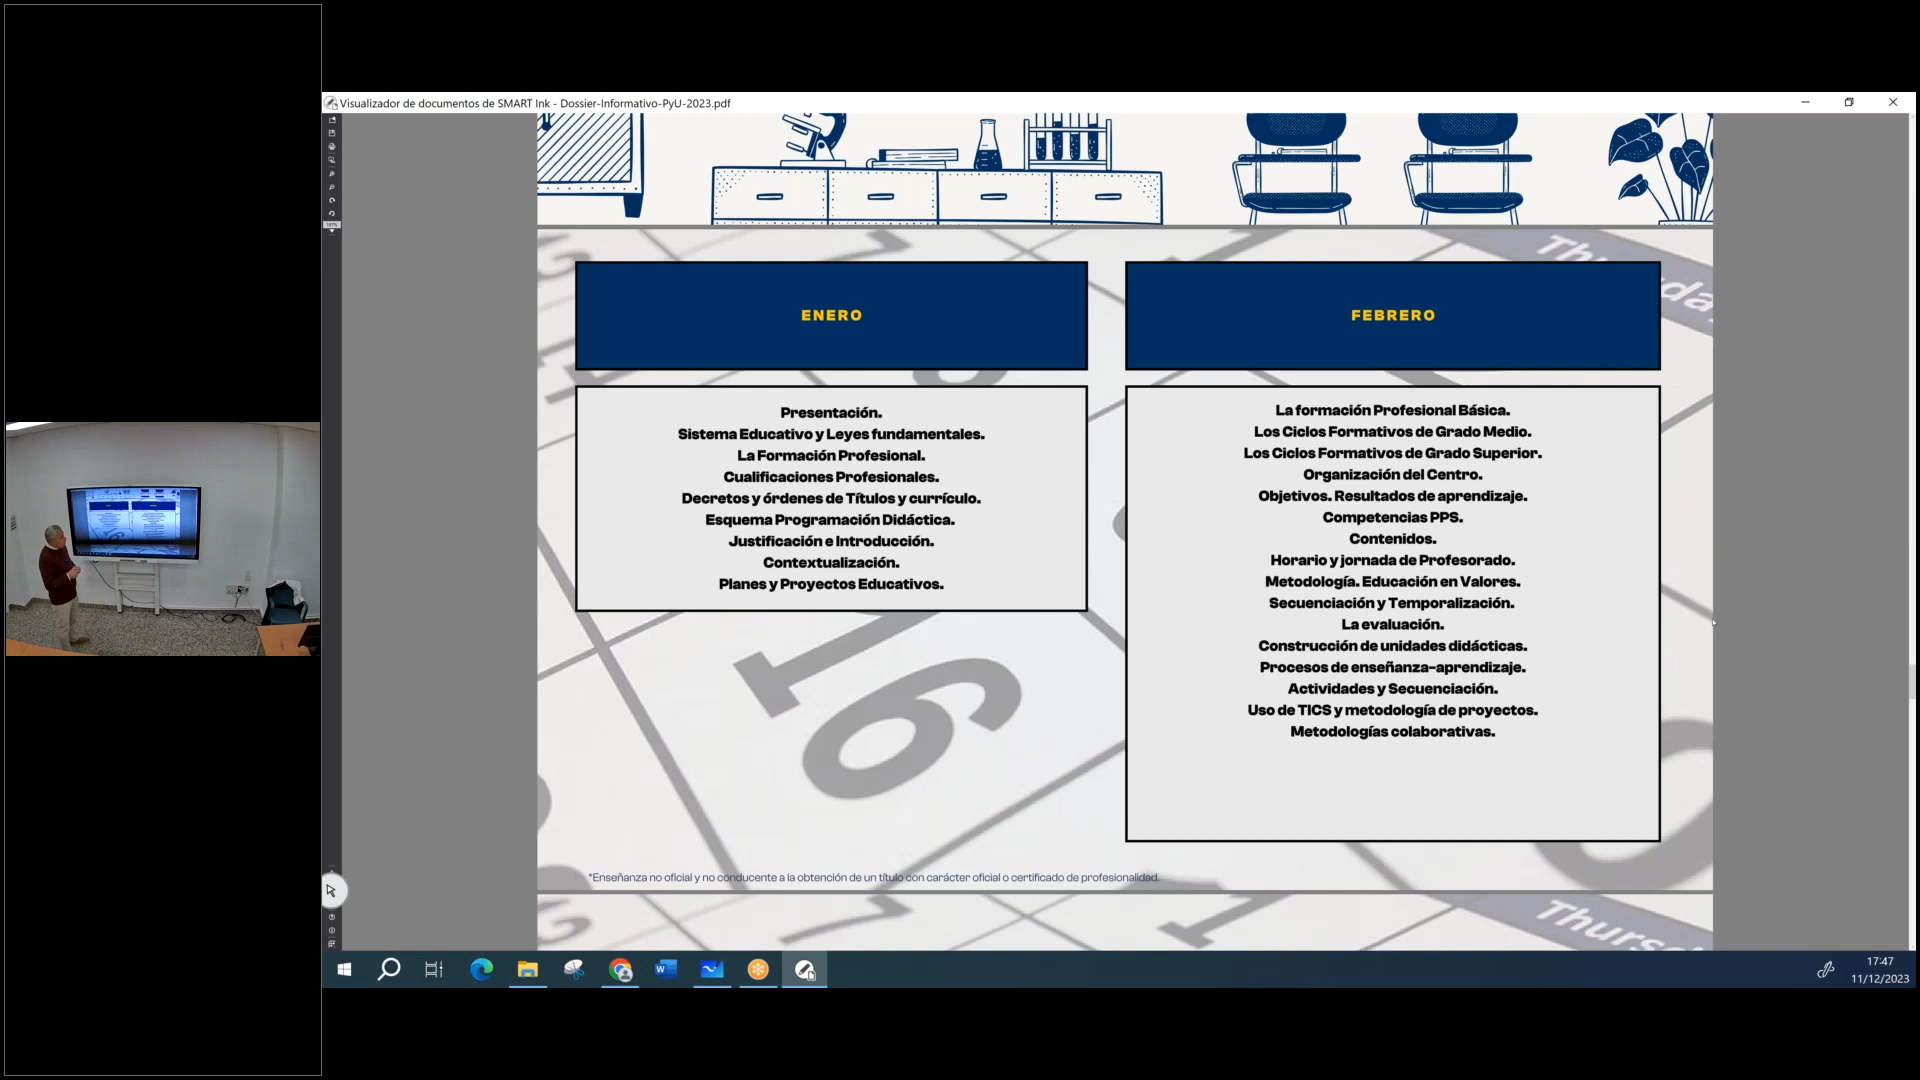 Visualizador de documentos de SMART Ink - Dossier-Informativo-PyU-2023.pdf
ENERO
Presentación.
Sistema Educativo y Leyes fundamentales.
La Formación Profesional.
Cualificaciones Profesionales.
Decretos y órdenes de Títulos y currículo.
Esquema Programación Didáctica.
Justificación e Introducción.
Contextualización.
Planes y Proyectos Educativos.
FEBRERO
La formación Profesional Básica.
Los Ciclos Formativos de Grado Medio.
Los Ciclos Formativos de Grado Superior.
Organización del Centro.
Objetivos. Resultados de aprendizaje.
Competencias PPS.
Contenidos.
Horario y jornada de Profesorado.
Metodología. Educación en Valores.
Secuenciación y Temporalización.
La evaluación.
Construcción de unidades didácticas.
Procesos de enseñanza-aprendizaje.
Actividades y Secuenciación.
Uso de TICS y metodología de proyectos.
Metodologías colaborativas.
16
*Enseñanza no oficial y no conducente a la obtención de un título con carácter oficial o certificado de profesionalidad.
17:47
11/12/2023